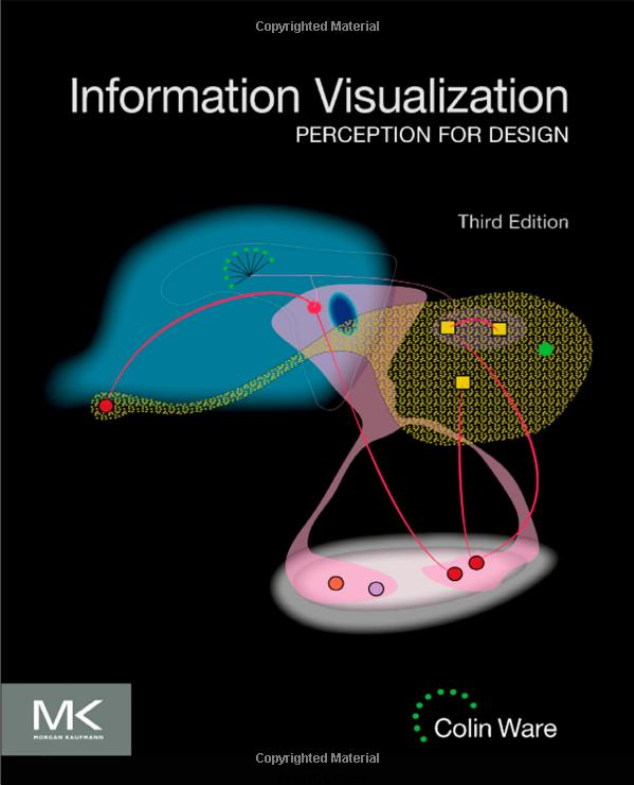 Copyrighted Material
Information Visualization
PERCEPTION FOR DESIGN
Third Edition
MK
MORGAN KAUFMANN
Colin Ware
Copyrighted Material